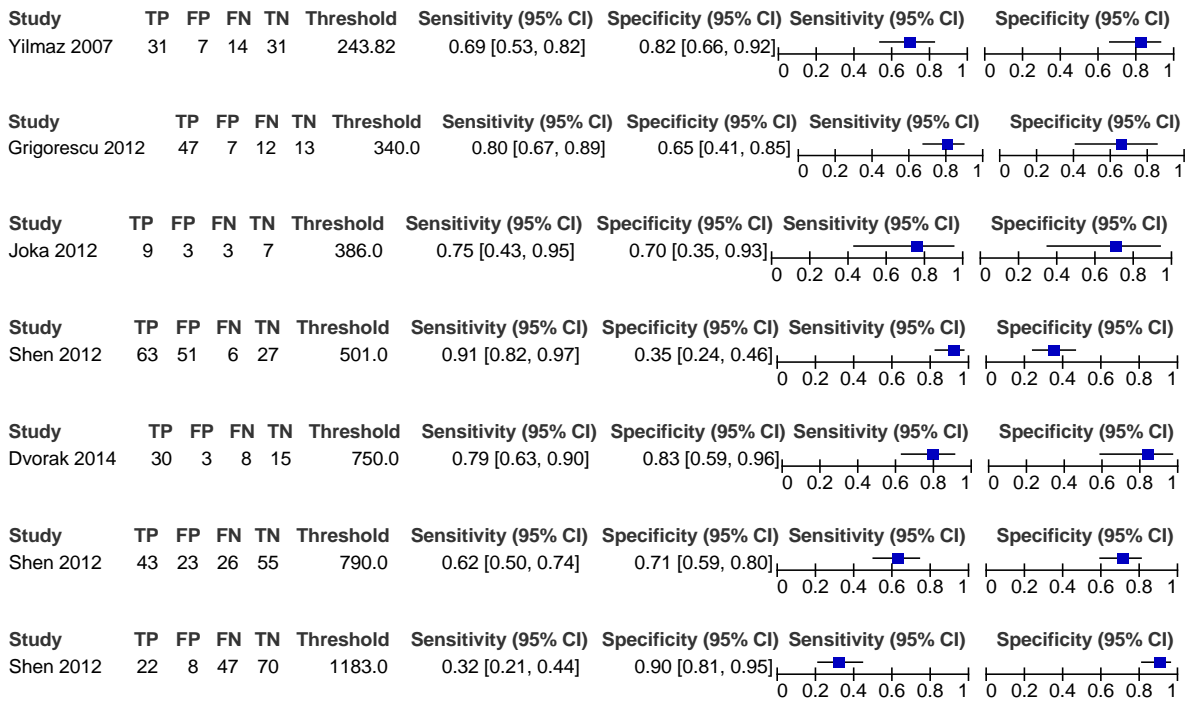 Study TP FP FN TN Threshold Sensitivity (95% CI) Specificity (95% CI) Sensitivity (95% CI) Specificity (95% CI)
Yilmaz 2007 31 7 14 31 243.82 0.69 [0.53, 0.82] 0.82 [0.66, 0.92]
0 0.2 0.4 0.6 0.8 1 0 0.2 0.4 0.6 0.8 1
Study TP FP FN TN Threshold Sensitivity (95% CI) Specificity (95% CI) Sensitivity (95% CI) Specificity (95% CI)
Grigorescu 2012 47 7 12 13 340.0 0.80 [0.67, 0.89] 0.65 [0.41, 0.85]
0 0.2 0.4 0.6 0.8 1 0 0.2 0.4 0.6 0.8 1
Study TP FP FN TN Threshold Sensitivity (95% CI) Specificity (95% CI) Sensitivity (95% CI) Specificity (95% CI)
Joka 2012 9 3 3 7 386.0 0.75 [0.43, 0.95] 0.70 [0.35, 0.93]
0 0.2 0.4 0.6 0.8 1 0 0.2 0.4 0.6 0.8 1
Study TP FP FN TN Threshold Sensitivity (95% CI) Specificity (95% CI) Sensitivity (95% CI) Specificity (95% CI)
Shen 2012 63 51 6 27 501.0 0.91 [0.82, 0.97] 0.35 [0.24, 0.46]
0 0.2 0.4 0.6 0.8 1 0 0.2 0.4 0.6 0.8 1
Study TP FP FN TN Threshold Sensitivity (95% CI) Specificity (95% CI) Sensitivity (95% CI) Specificity (95% CI)
Dvorak 2014 30 3 8 15 750.0 0.79 [0.63, 0.90] 0.83 [0.59, 0.96]
0 0.2 0.4 0.6 0.8 1 0 0.2 0.4 0.6 0.8 1
Study TP FP FN TN Threshold Sensitivity (95% CI) Specificity (95% CI) Sensitivity (95% CI) Specificity (95% CI)
Shen 2012 43 23 26 55 790.0 0.62 [0.50, 0.74] 0.71 [0.59, 0.80]
0 0.2 0.4 0.6 0.8 1 0 0.2 0.4 0.6 0.8 1
Study TP FP FN TN Threshold Sensitivity (95% CI) Specificity (95% CI) Sensitivity (95% CI) Specificity (95% CI)
Shen 2012 22 8 47 70 1183.0 0.32 [0.21, 0.44] 0.90 [0.81, 0.95]
0 0.2 0.4 0.6 0.8 1 0 0.2 0.4 0.6 0.8 1